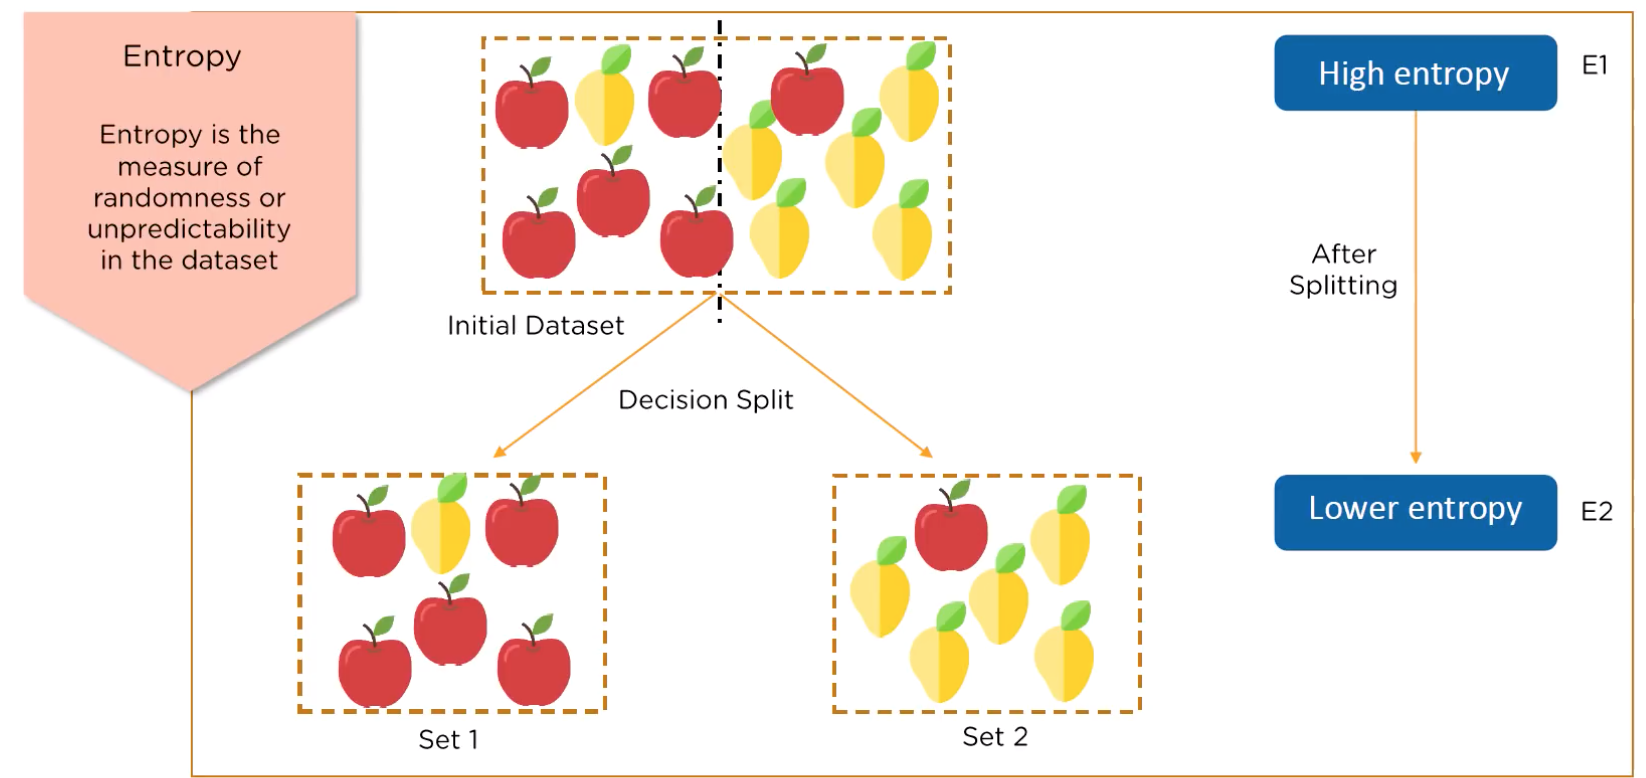 Entropy
Entropy is the
measure of
randomness or
unpredictability
in the dataset
Initial Dataset
Decision Split
Set 1
Set 2
High entropy
E1
After
Splitting
Lower entropy
E2